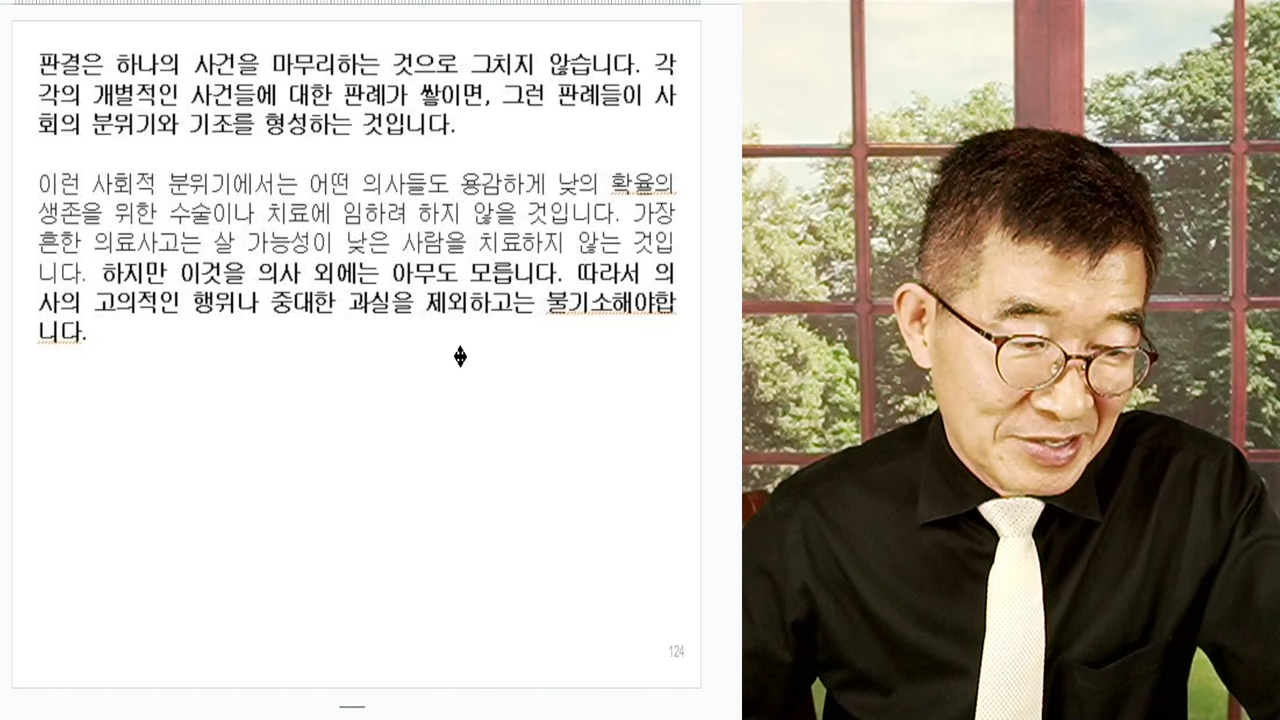 판결은 하나의 사건을 마무리하는 것으로 그치지 않습니다. 각
각의 개별적인 사건들에 대한 판례가 쌓이면, 그런 판례들이 사
회의 분위기와 기조를 형성하는 것입니다.
이런 사회적 분위기에서는 어떤 의사들도 용감하게 낮의 확율의
생존을 위한 수술이나 치료에 임하려 하지 않을 것입니다. 가장
흔한 의료사고는 살 가능성이 낮은 사람을 치료하지 않는 것입
니다. 하지만 이것을 의사 외에는 아무도 모릅니다. 따라서 의
사의 고의적인 행위나 중대한 과실을 제외하고는 불기소해야합
니다.
124